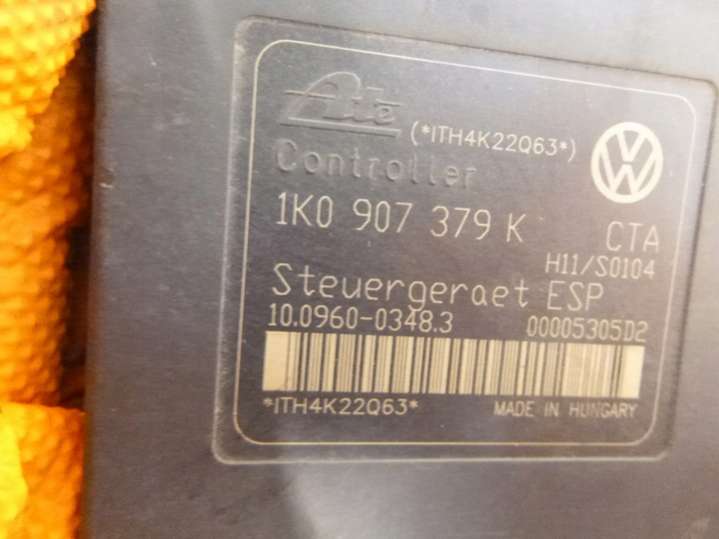 Ate (*ITH4K22Q63*)
Controller
1K0 907 379 K CTA
H11/S0104
Steuergeraet ESP
10.0960-0348.3 00005305D2
*ITH4K22Q63* MADE IN HUNGARY